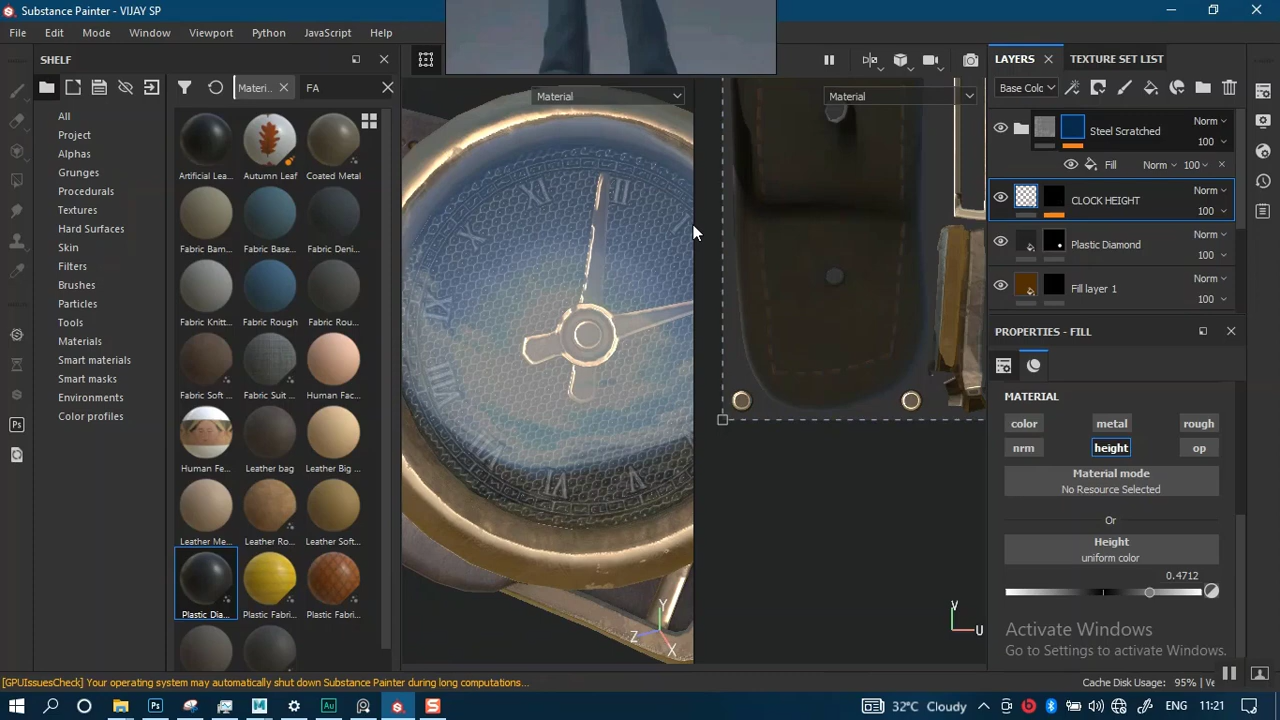 Substance Painter - VIJAY SP
File Edit Mode Window Viewport Python JavaScript Help
SHELF
Materi..
FA
All
Project
Alphas
Grunges
Procedurals
Textures
Hard Surfaces
Skin
Filters
Brushes
Particles
Tools
Materials
Smart materials
Smart masks
Environments
Color profiles
Artificial Lea... Autumn Leaf Coated Metal
Fabric Bam... Fabric Base... Fabric Deni...
Fabric Knitt... Fabric Rough Fabric Rou...
Fabric Soft ... Fabric Suit ... Human Fac...
Human Fe... Leather bag Leather Big ...
Leather Me... Leather Ro... Leather Soft...
Plastic Dia... Plastic Fabri... Plastic Fabri...
Material
Material
XI
II
I
X
VIII
VII
VI
V
Y
Z
X
V
U
LAYERS
TEXTURE SET LIST
Base Colc
Steel Scratched
Norm
100
Fill Norm 100
CLOCK HEIGHT
Norm
100
Plastic Diamond
Norm
100
Fill layer 1
Norm
100
PROPERTIES - FILL
MATERIAL
color metal rough
nrm height op
Material mode
No Resource Selected
Or
Height
uniform color
0.4712
Activate Windows
Go to Settings to activate Windows.
[GPUIssuesCheck] Your operating system may automatically shut down Substance Painter during long computations...
Cache Disk Usage: 95% | Ve
Ps
Au
32°C Cloudy
ENG 11:21